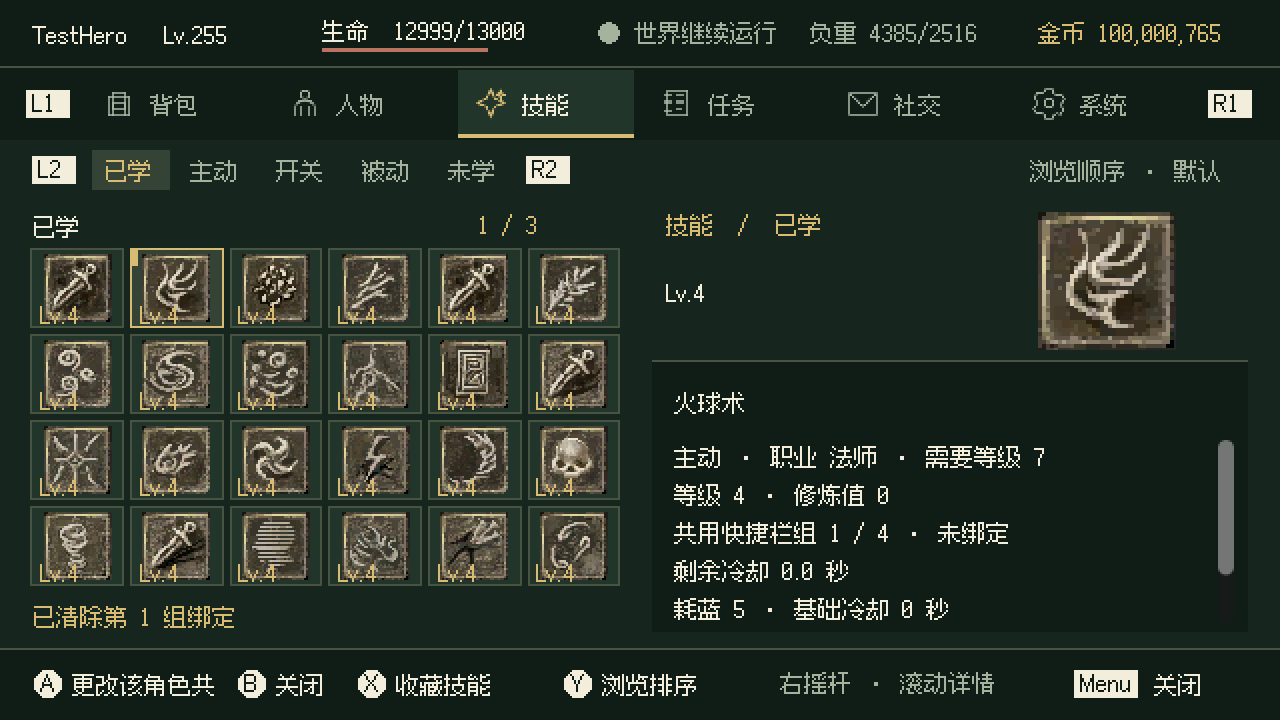 TestHero Lv.255 生命 12999/13000 世界继续运行 负重 4385/2516 金币 100,000,765
L1 背包 人物 技能 任务 社交 系统 R1
L2 已学 主动 开关 被动 未学 R2 浏览顺序 · 默认
已学 1 / 3
技能 / 已学
Lv.4
Lv.4 Lv.4 Lv.4 Lv.4 Lv.4 Lv.4
Lv.4 Lv.4 Lv.4 Lv.4 Lv.4 Lv.4
Lv.4 Lv.4 Lv.4 Lv.4 Lv.4 Lv.4
Lv.4 Lv.4 Lv.4 Lv.4 Lv.4 Lv.4
已清除第 1 组绑定
火球术
主动 · 职业 法师 · 需要等级 7
等级 4 · 修炼值 0
共用快捷栏组 1 / 4 · 未绑定
剩余冷却 0.0 秒
耗蓝 5 · 基础冷却 0 秒
A 更改该角色共 B 关闭 X 收藏技能 Y 浏览排序 右摇杆 · 滚动详情 Menu 关闭